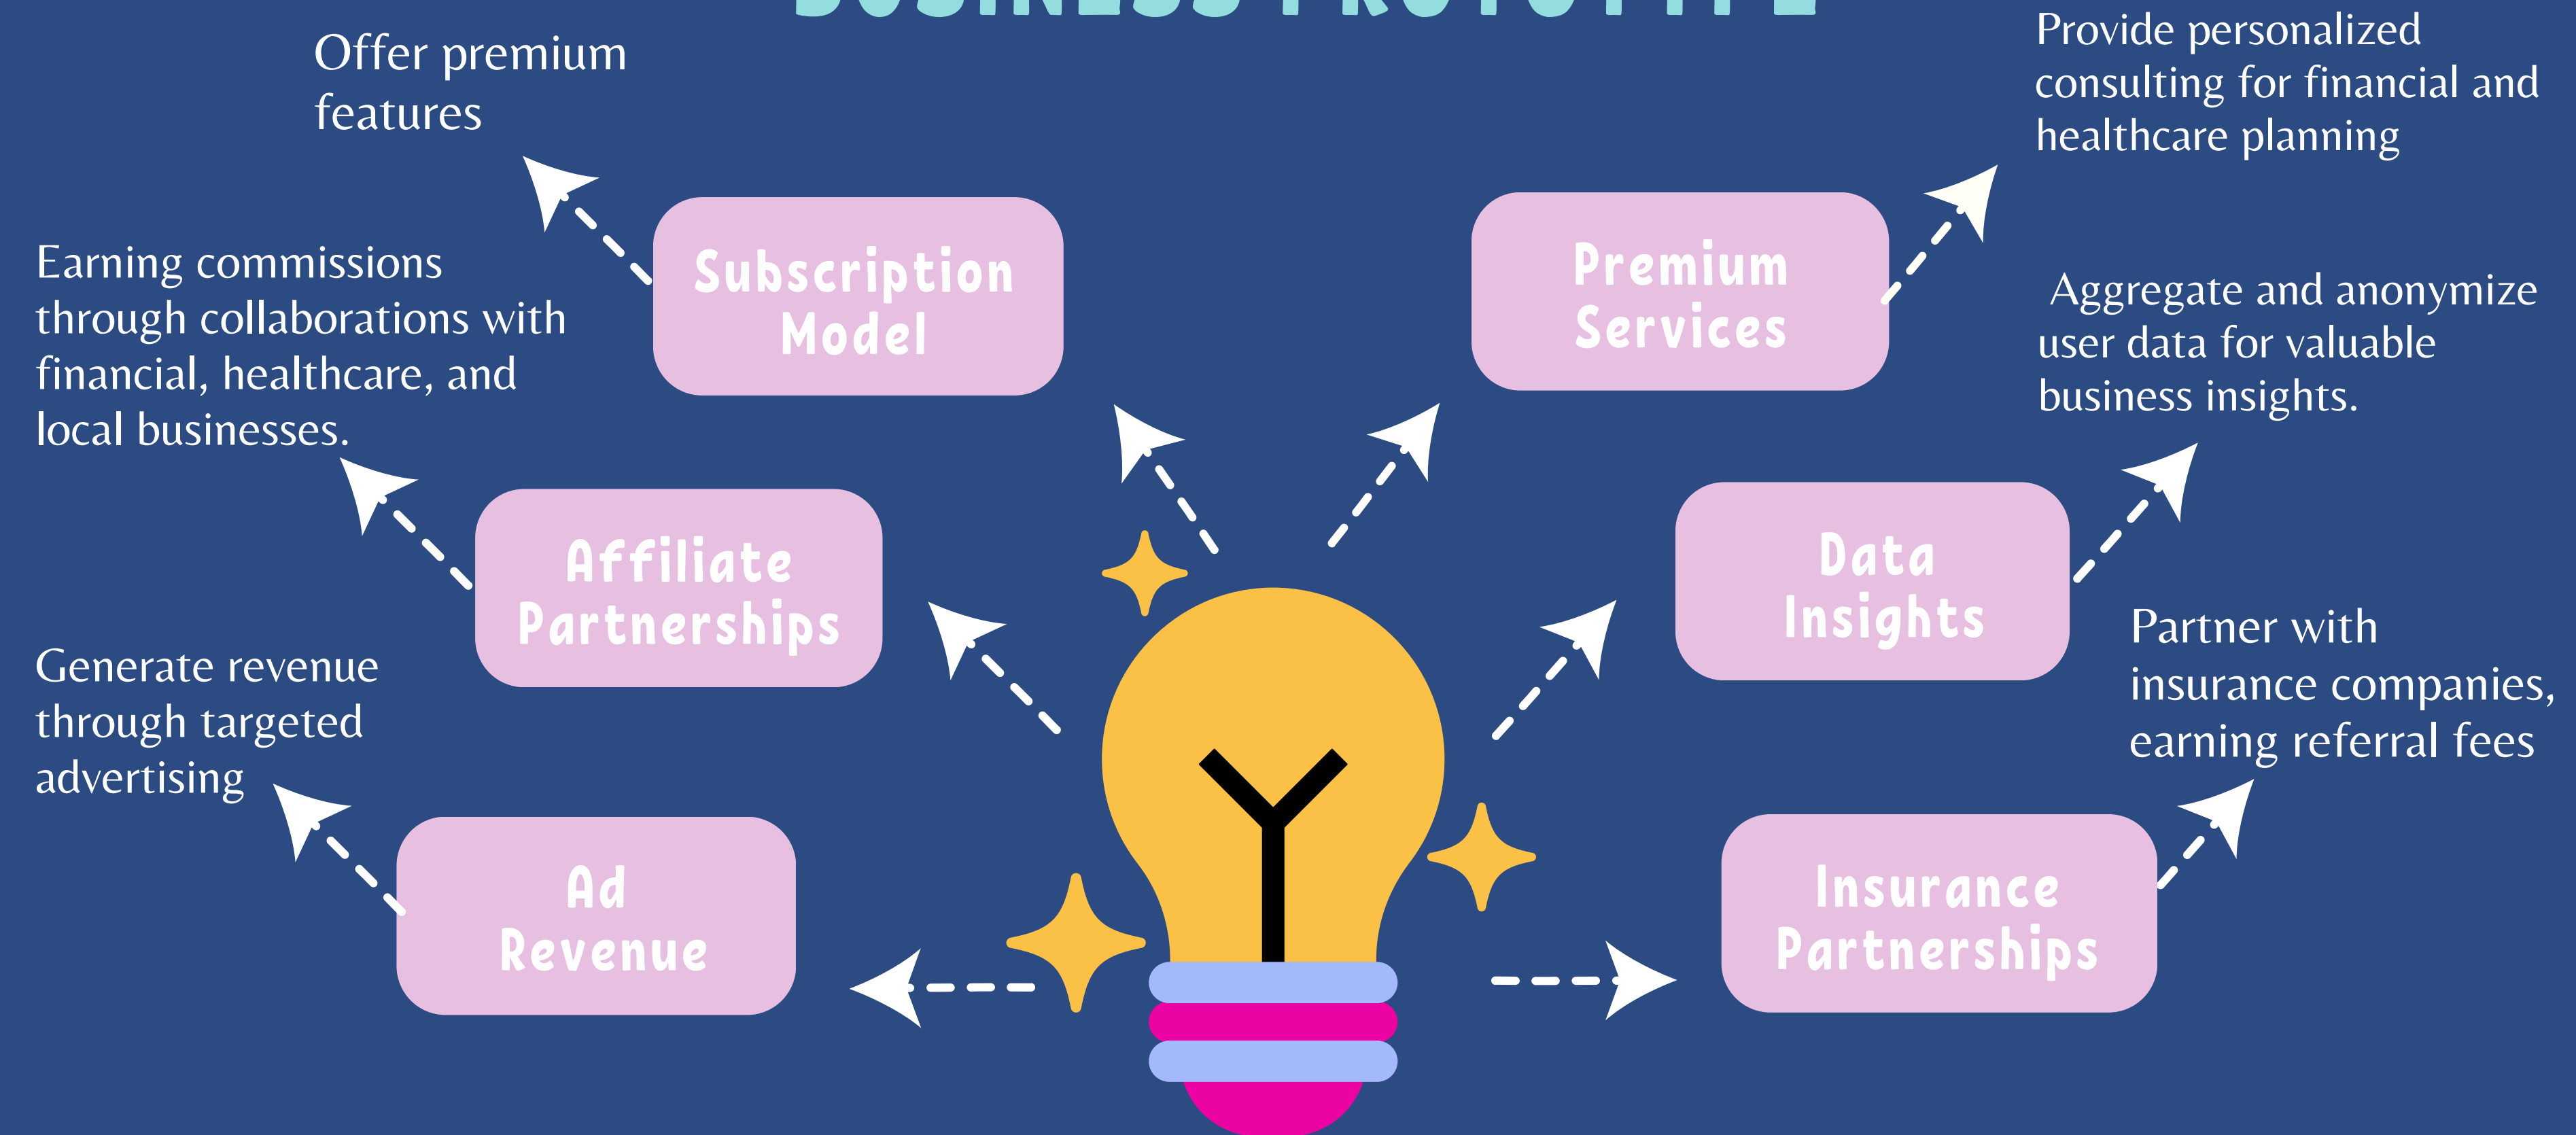 BUSINESS PROTOTYPE
Offer premium
features
Subscription
Model
Earning commissions
through collaborations with
financial, healthcare, and
local businesses.
Affiliate
Partnerships
Generate revenue
through targeted
advertising
Ad
Revenue
Provide personalized
consulting for financial and
healthcare planning
Premium
Services
Aggregate and anonymize
user data for valuable
business insights.
Data
Insights
Partner with
insurance companies,
earning referral fees
Insurance
Partnerships